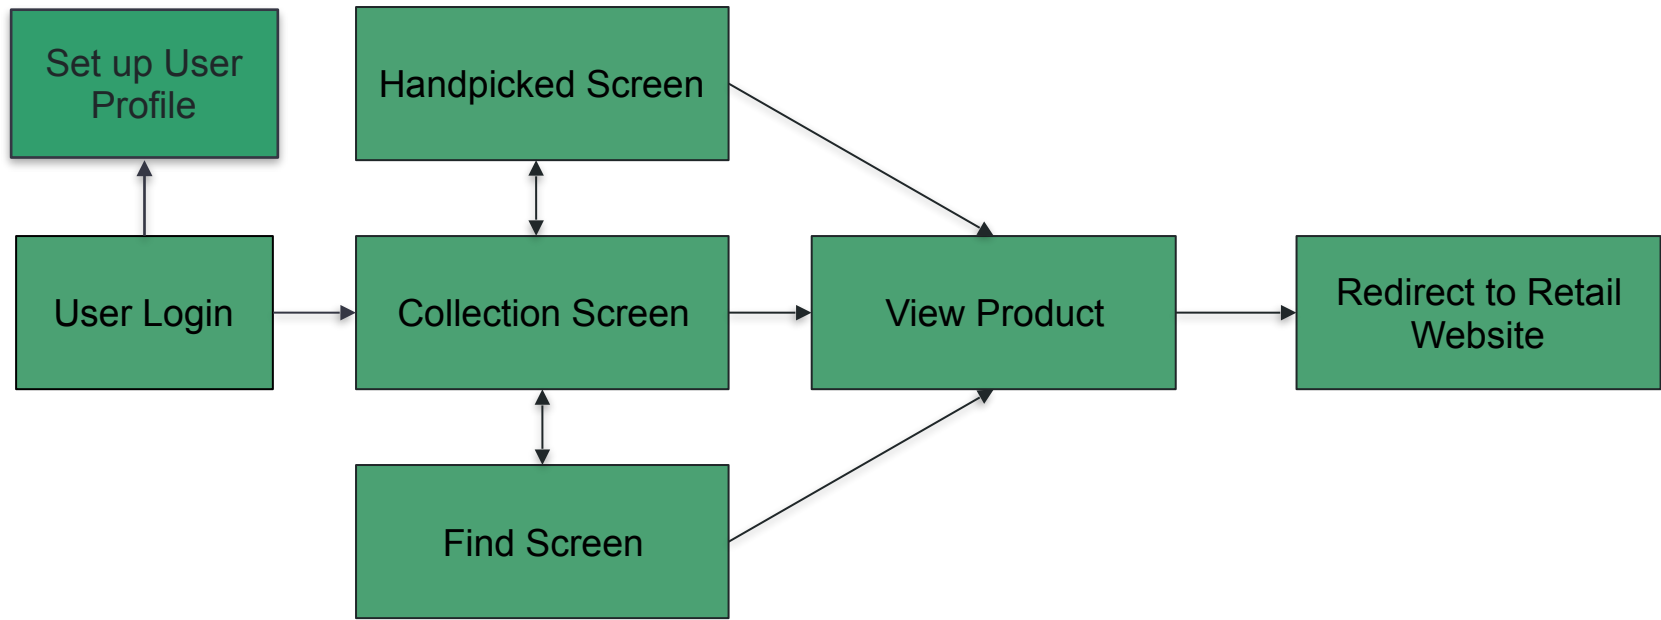 Set up User
Profile
Handpicked Screen
User Login
Collection Screen
View Product
Redirect to Retail
Website
Find Screen